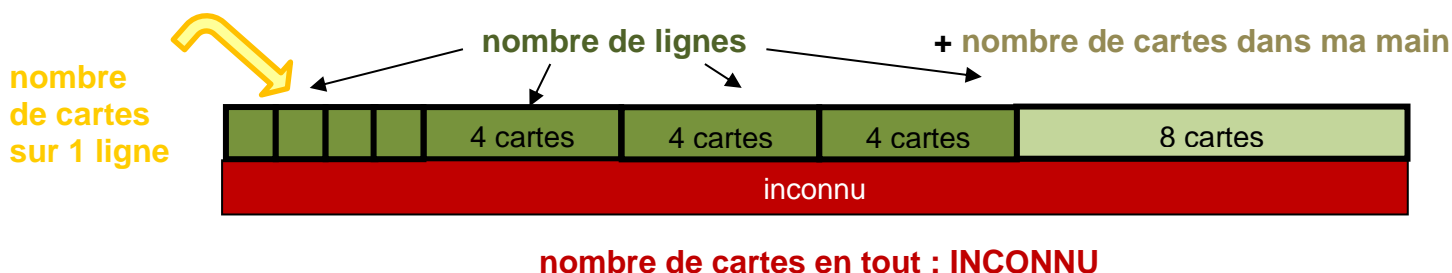 nombre de lignes
+ nombre de cartes dans ma main
nombre
de cartes
sur 1 ligne
4 cartes
4 cartes
4 cartes
8 cartes
inconnu
nombre de cartes en tout : INCONNU